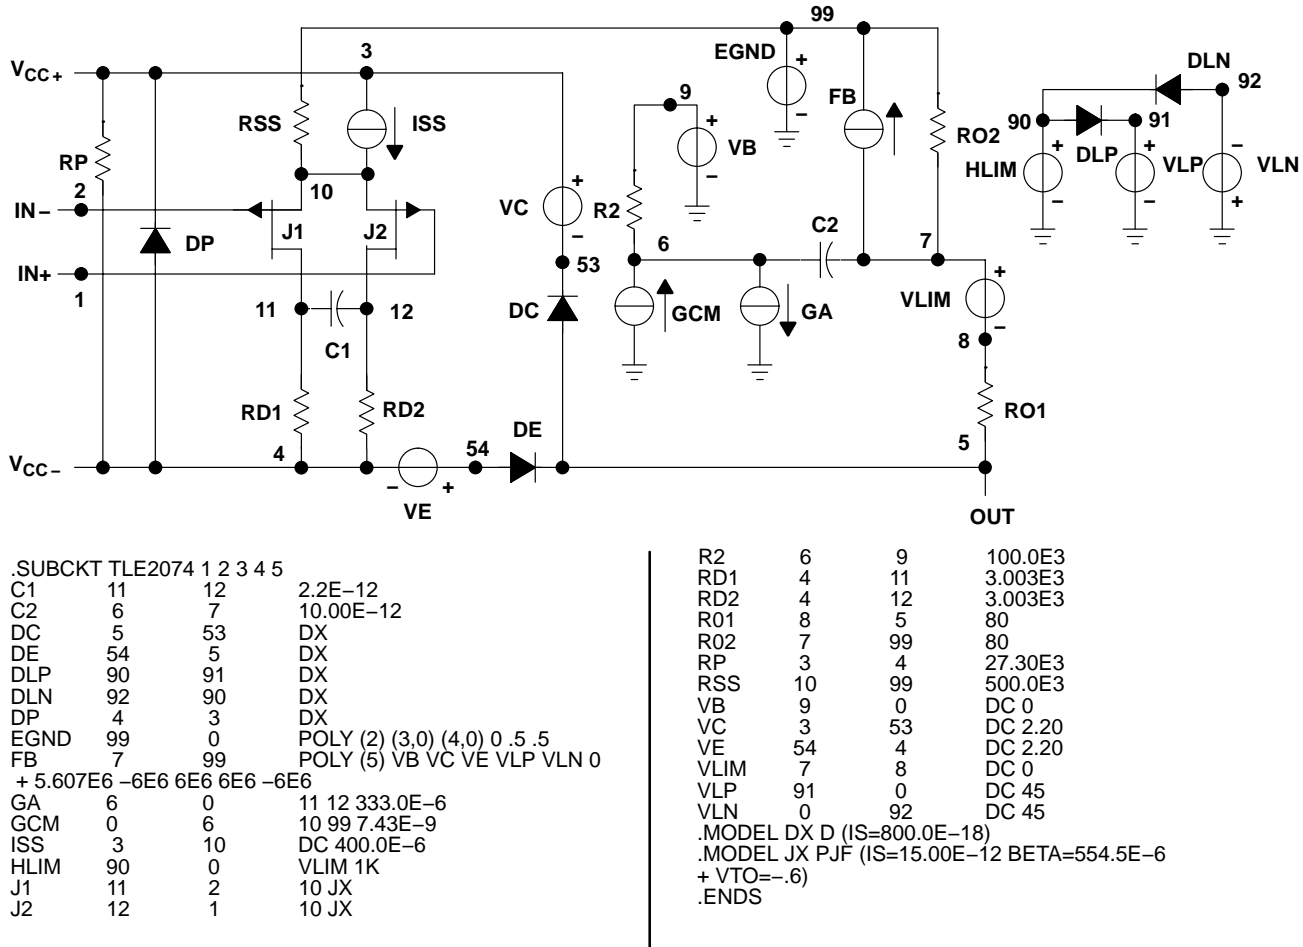 99
3
EGND
DLN
92
VCC+
9
FB
90
91
RSS
ISS
RO2
RP
VB
HLIM
DLP
VLP
VLN
2
10
IN−
VC
R2
C2
J1
J2
DP
6
7
IN+
53
1
VLIM
11
12
DC
GCM
GA
C1
8
RD1
RD2
RO1
DE
4
54
5
VCC−
VE
OUT
.SUBCKT TLE2074 1 2 3 4 5
C1 11 12 2.2E−12
C2 6 7 10.00E−12
DC 5 53 DX
DE 54 5 DX
DLP 90 91 DX
DLN 92 90 DX
DP 4 3 DX
EGND 99 0 POLY (2) (3,0) (4,0) 0 .5 .5
FB 7 99 POLY (5) VB VC VE VLP VLN 0
+ 5.607E6 −6E6 6E6 6E6 −6E6
GA 6 0 11 12 333.0E−6
GCM 0 6 10 99 7.43E−9
ISS 3 10 DC 400.0E−6
HLIM 90 0 VLIM 1K
J1 11 2 10 JX
J2 12 1 10 JX
R2 6 9 100.0E3
RD1 4 11 3.003E3
RD2 4 12 3.003E3
R01 8 5 80
R02 7 99 80
RP 3 4 27.30E3
RSS 10 99 500.0E3
VB 9 0 DC 0
VC 3 53 DC 2.20
VE 54 4 DC 2.20
VLIM 7 8 DC 0
VLP 91 0 DC 45
VLN 0 92 DC 45
.MODEL DX D (IS=800.0E−18)
.MODEL JX PJF (IS=15.00E−12 BETA=554.5E−6
+ VTO=−.6)
.ENDS